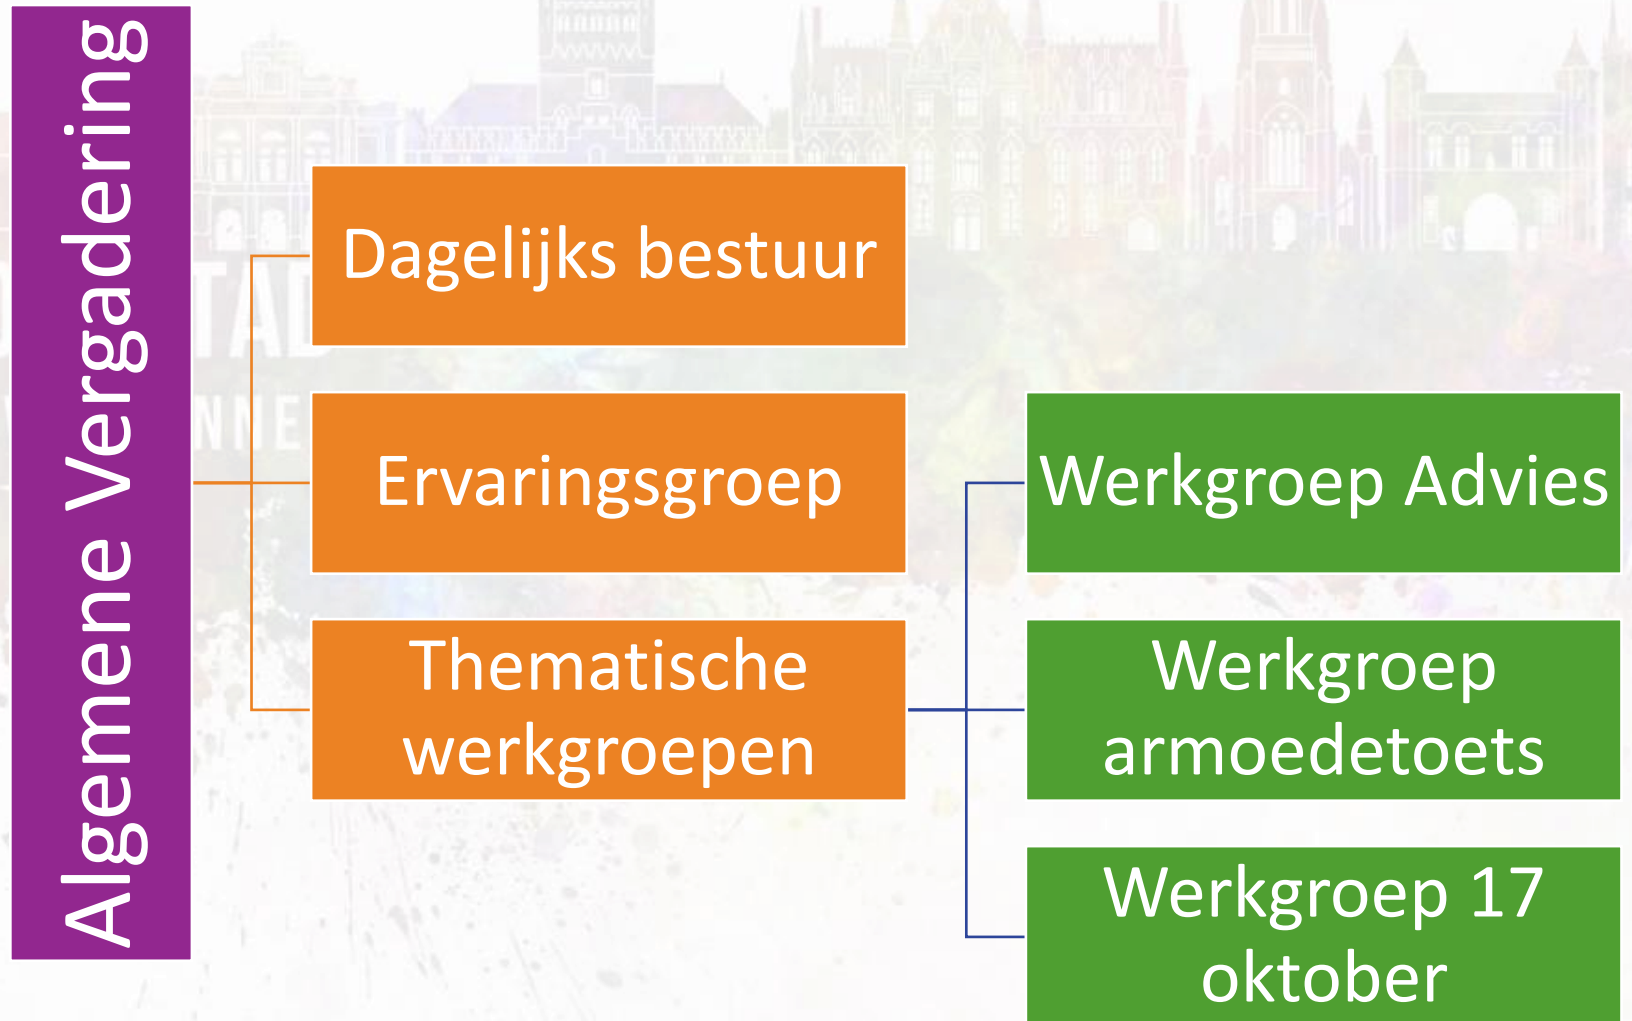 Algemene Vergadering
Dagelijks bestuur
Ervaringsgroep
Thematische
werkgroepen
Werkgroep Advies
Werkgroep
armoedetoets
Werkgroep 17
oktober